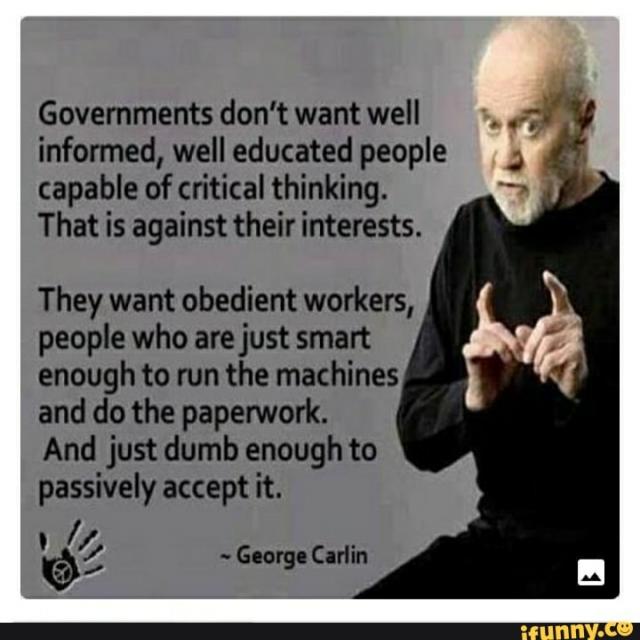 Governments don't want well
informed, well educated people
capable of critical thinking.
That is against their interests.
They want obedient workers,
people who are just smart
enough to run the machines
and do the paperwork.
And just dumb enough to
passively accept it.
~ George Carlin
ifunny.co